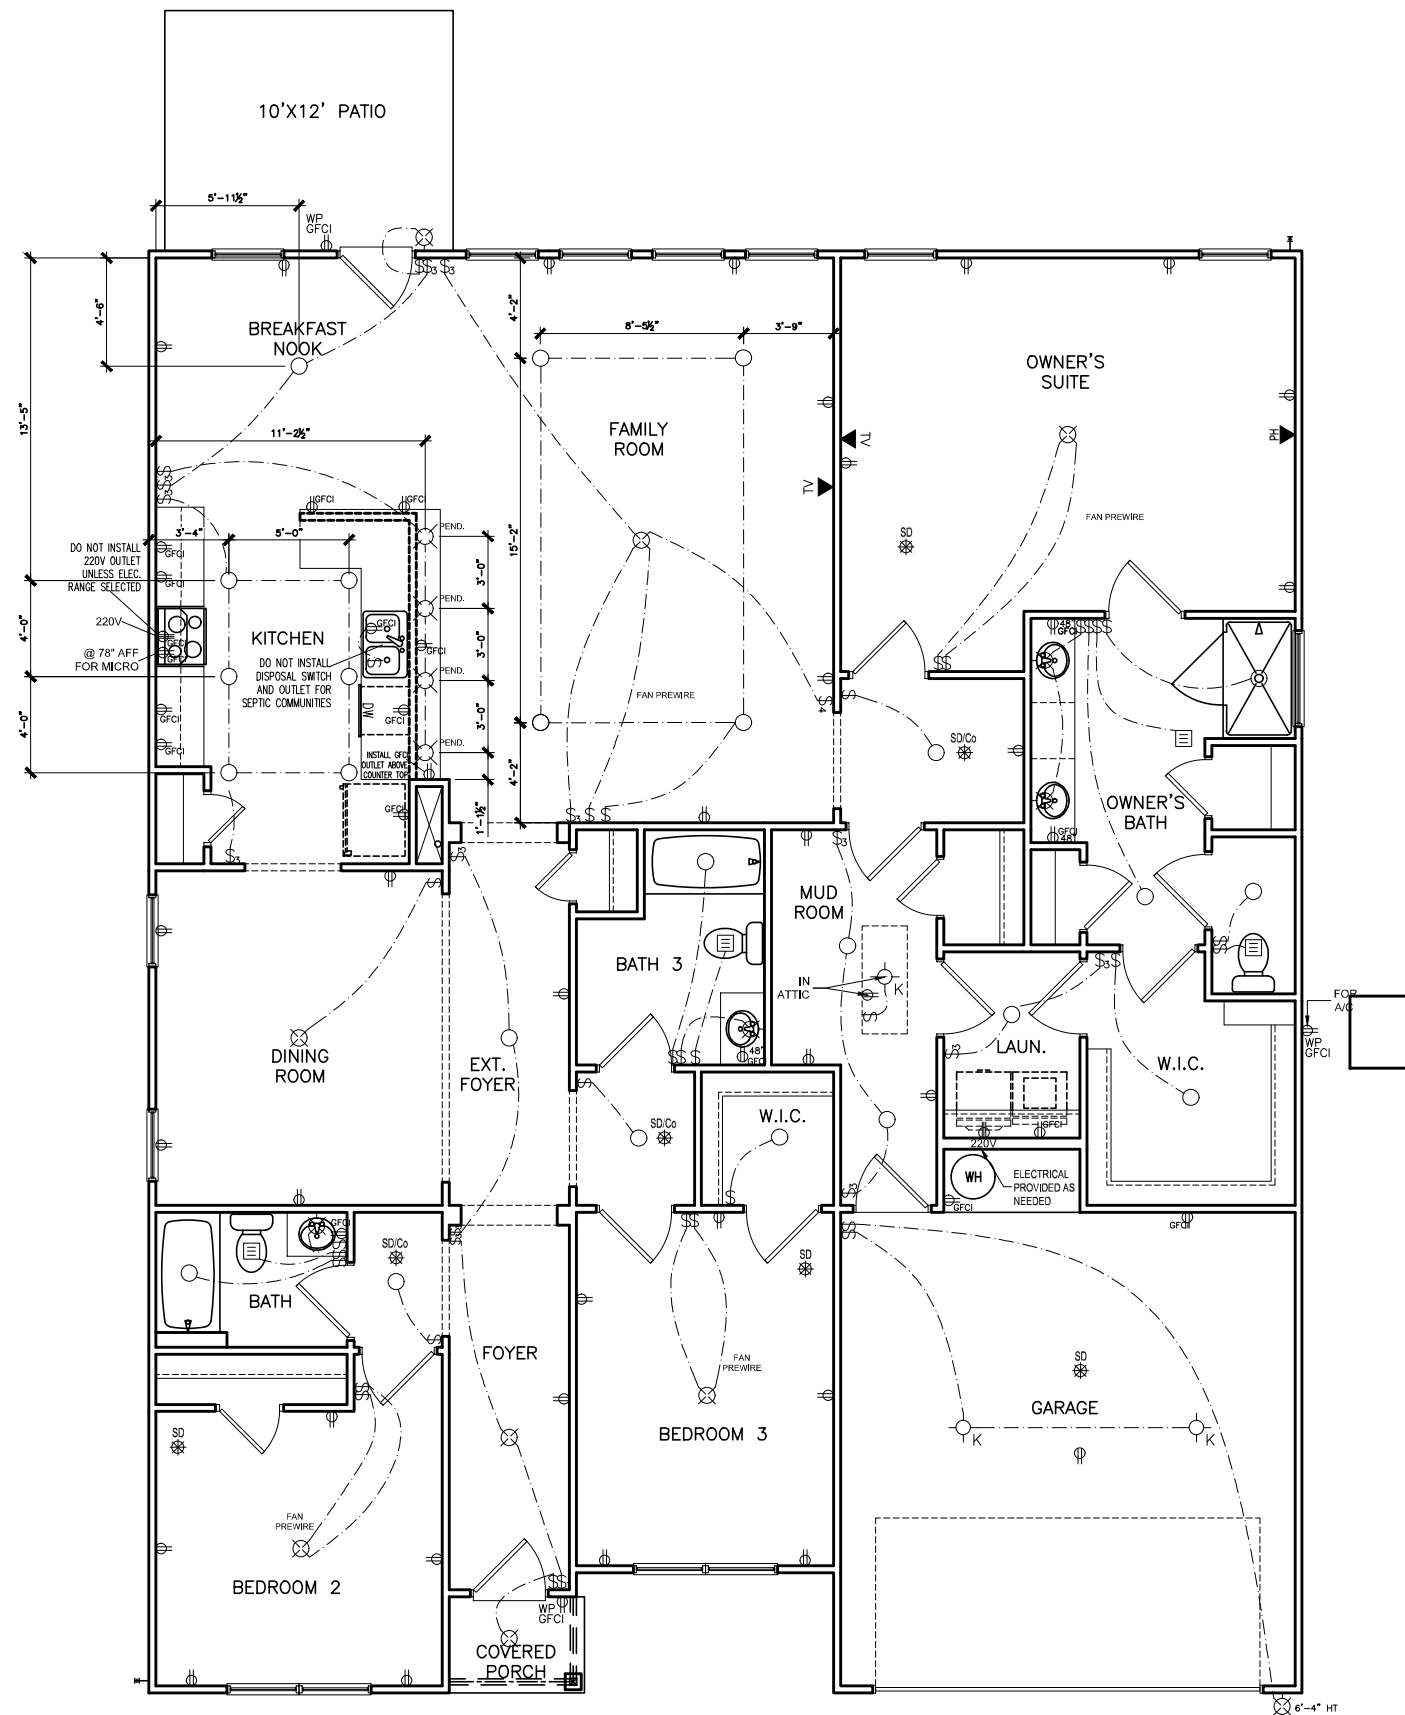 10'X12' PATIO
5'-11½"
WP
GFCI
4'-6"
13'-5"
BREAKFAST
NOOK
4'-2"
8'-5½"
3'-9"
OWNER'S
SUITE
FAMILY
ROOM
11'-2½"
TV
TV
PH
FAN PREWIRE
SD
GFCI
GFCI
PEND.
3'-4"
5'-0"
15'-2"
3'-0"
DO NOT INSTALL
220V OUTLET
UNLESS ELEC.
RANGE SELECTED
GFCI
GFCI
PEND.
4'-0"
220V
@ 78" AFF
FOR MICRO
GFCI
GFCI
KITCHEN
GFCI
GFCI
DO NOT INSTALL
DISPOSAL SWITCH
AND OUTLET FOR
SEPTIC COMMUNITIES
3'-0"
PEND.
FAN PREWIRE
48"
GFCI
4'-0"
GFCI
GFCI
DW
GFCI
3'-0"
PEND.
INSTALL GFCI
OUTLET ABOVE
COUNTER TOP
GFCI
4'-2"
1'-1½"
SD/Co
OWNER'S
BATH
GFCI
48"
MUD
ROOM
BATH 3
IN
ATTIC
K
FOR
A/C
WP
GFCI
DINING
ROOM
EXT.
FOYER
48"
GFCI
LAUN.
W.I.C.
SD/Co
W.I.C.
GFCI
220V
WH
ELECTRICAL
PROVIDED AS
NEEDED
GFCI
GFCI
GFCI
SD/Co
SD
BATH
FOYER
FAN
PREWIRE
SD
GARAGE
BEDROOM 3
K
K
SD
FAN
PREWIRE
BEDROOM 2
WP
GFCI
COVERED
PORCH
6'-4" HT